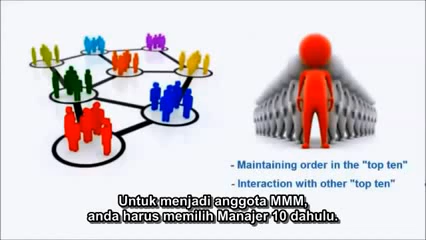 - Maintaining order in the "top ten"
- Interaction with other "top ten"
Untuk menjadi anggota MMM,
anda harus memilih Manajer 10 dahulu.